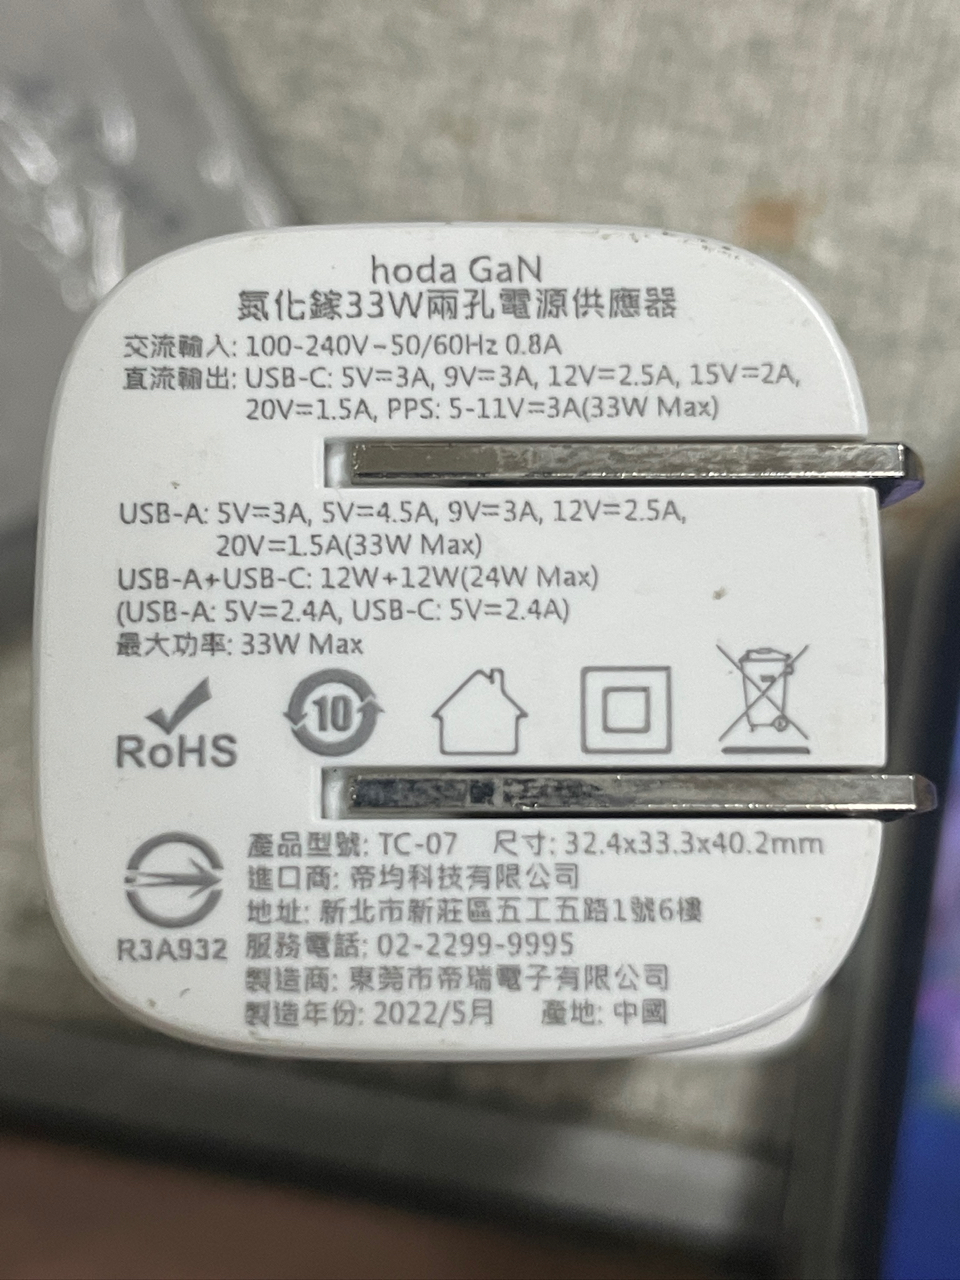 hoda GaN
氮化鎵33W兩孔電源供應器
交流輸入: 100-240V~50/60Hz 0.8A
直流輸出: USB-C: 5V=3A, 9V=3A, 12V=2.5A, 15V=2A,
20V=1.5A, PPS: 5-11V=3A(33W Max)
USB-A: 5V=3A, 5V=4.5A, 9V=3A, 12V=2.5A,
20V=1.5A(33W Max)
USB-A+USB-C: 12W+12W(24W Max)
(USB-A: 5V=2.4A, USB-C: 5V=2.4A)
最大功率: 33W Max
RoHS
10
產品型號: TC-07 尺寸: 32.4x33.3x40.2mm
進口商: 帝均科技有限公司
地址: 新北市新莊區五工五路1號6樓
R3A932 服務電話: 02-2299-9995
製造商: 東莞市帝瑞電子有限公司
製造年份: 2022/5月 產地: 中國